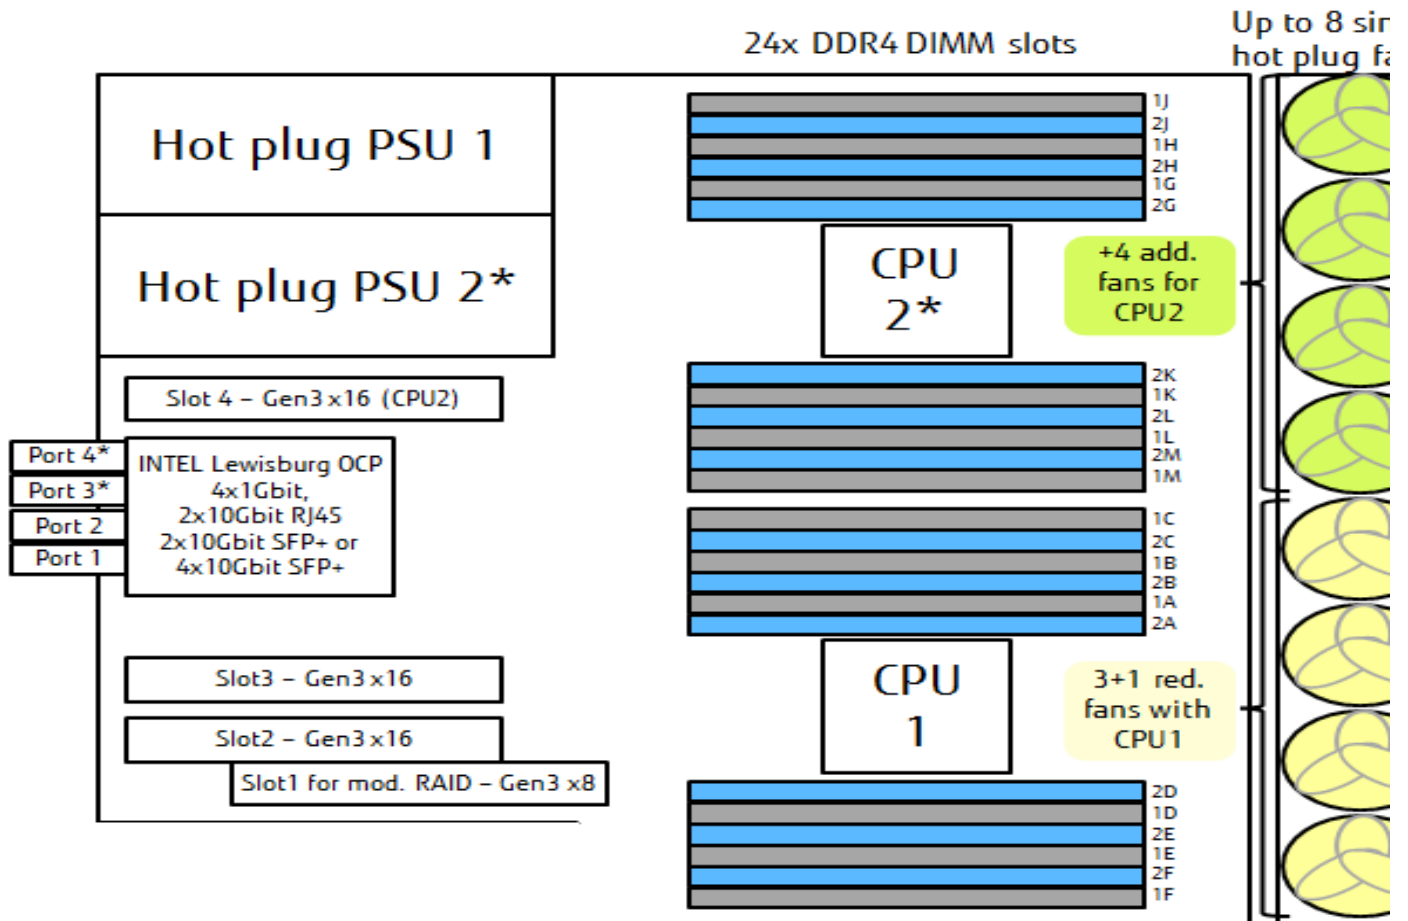 24x DDR4 DIMM slots
Up to 8
hot plug
Hot plug PSU 1
Hot plug PSU 2*
1J
2J
1H
2H
1G
2G
CPU
2*
+4 add.
fans for
CPU2
Slot 4 – Gen3 x16 (CPU2)
2K
1K
2L
1L
2M
1M
Port 4*
Port 3*
Port 2
Port 1
INTEL Lewisburg OCP
4x1Gbit,
2x10Gbit RJ45
2x10Gbit SFP+ or
4x10Gbit SFP+
1C
2C
1B
2B
1A
2A
Slot3 – Gen3 x16
Slot2 – Gen3 x16
Slot1 for mod. RAID – Gen3 x8
CPU
1
3+1 red.
fans with
CPU1
2D
1D
2E
1E
2F
1F